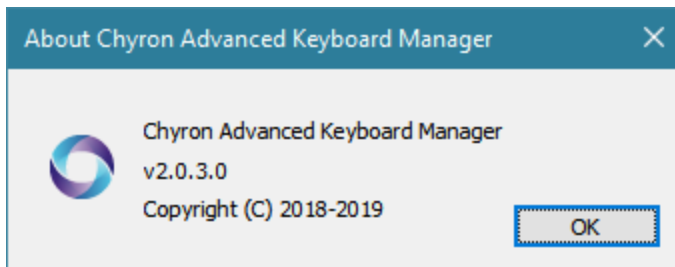 About Chyron Advanced Keyboard Manager
Chyron Advanced Keyboard Manager
v2.0.3.0
Copyright (C) 2018-2019
OK